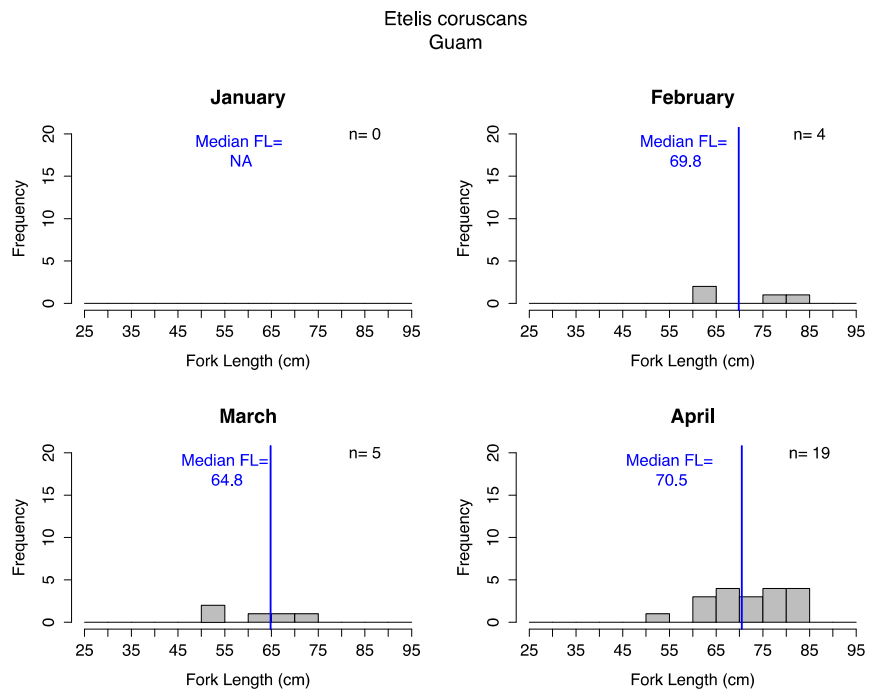 Etelis coruscans
Guam
January
Median FL=
NA
n= 0
Frequency
20
15
10
5
0
25 35 45 55 65 75 85 95
Fork Length (cm)
February
Median FL=
69.8
n= 4
Frequency
20
15
10
5
0
25 35 45 55 65 75 85 95
Fork Length (cm)
March
Median FL=
64.8
n= 5
Frequency
20
15
10
5
0
25 35 45 55 65 75 85 95
Fork Length (cm)
April
Median FL=
70.5
n= 19
Frequency
20
15
10
5
0
25 35 45 55 65 75 85 95
Fork Length (cm)